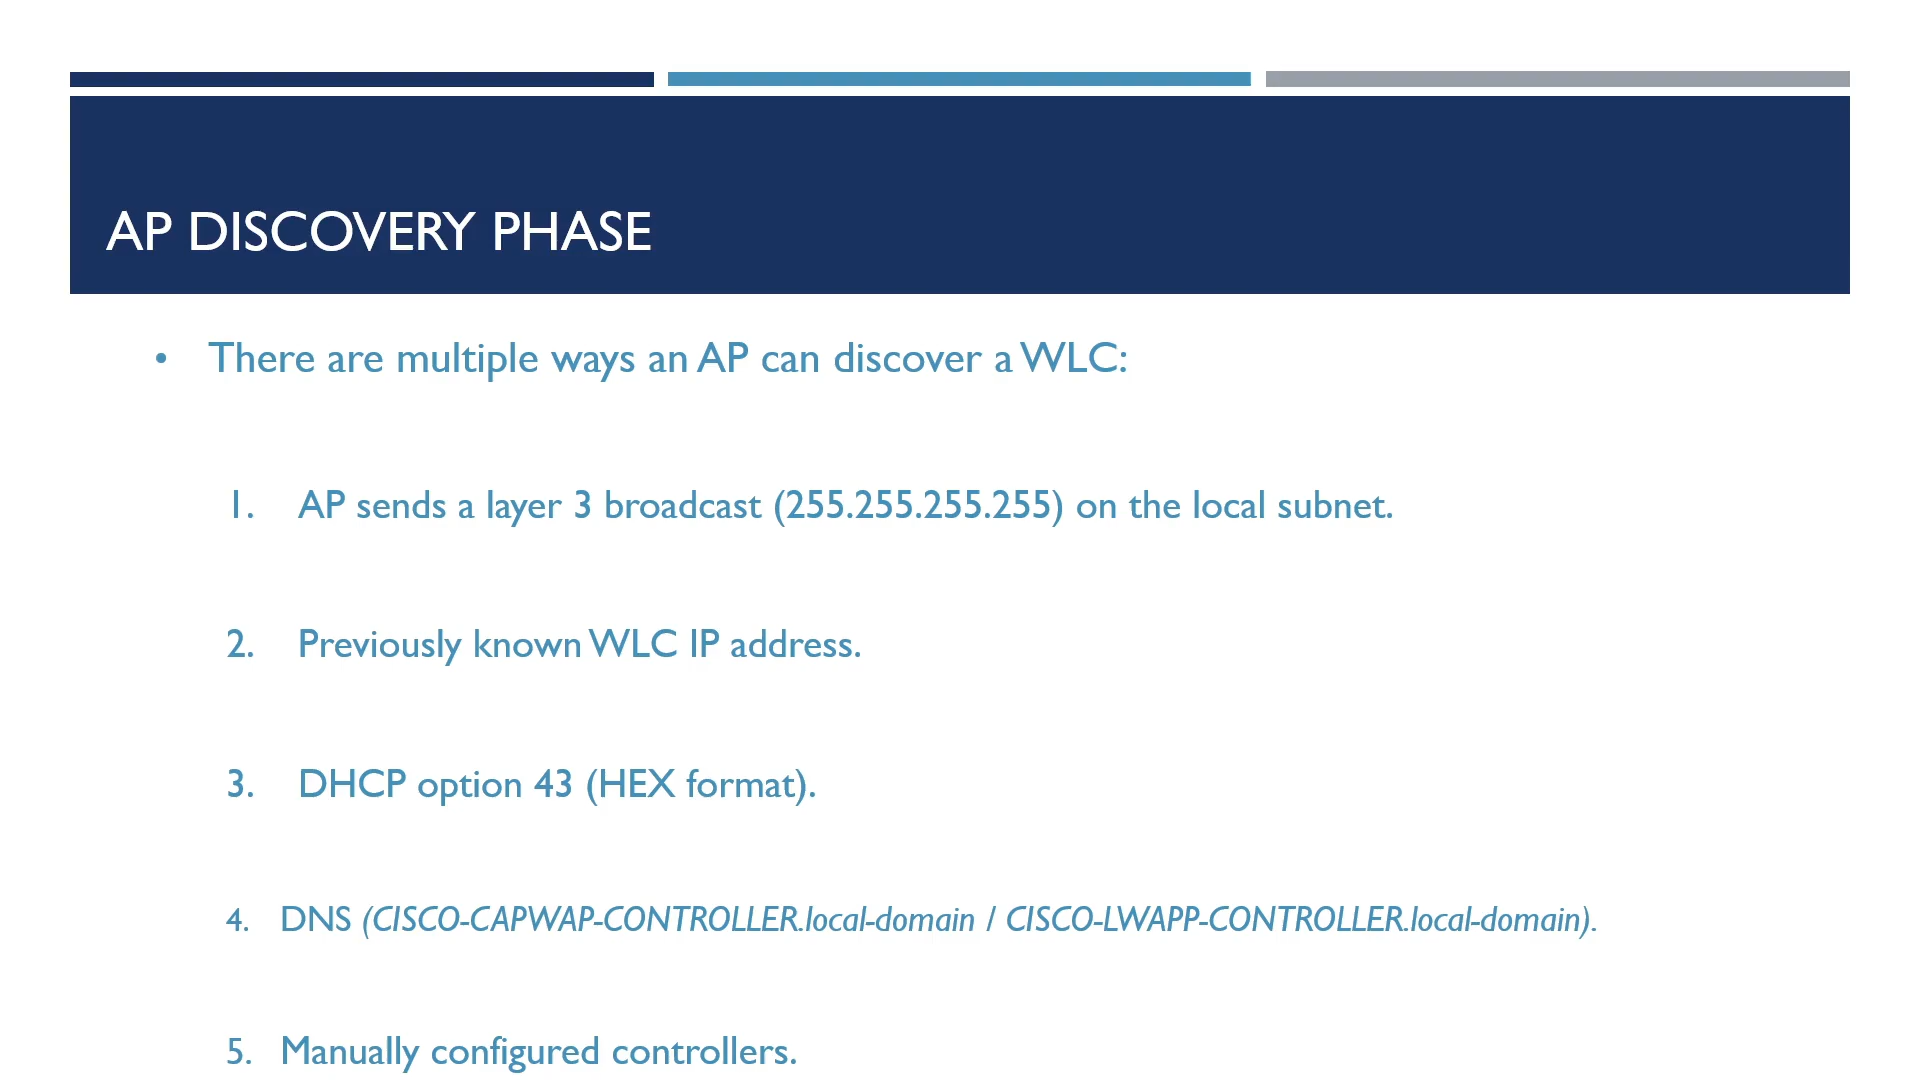 AP DISCOVERY PHASE
• There are multiple ways an AP can discover a WLC:
1. AP sends a layer 3 broadcast (255.255.255.255) on the local subnet.
2. Previously known WLC IP address.
3. DHCP option 43 (HEX format).
4. DNS (CISCO-CAPWAP-CONTROLLER.local-domain / CISCO-LWAPP-CONTROLLER.local-domain).
5. Manually configured controllers.